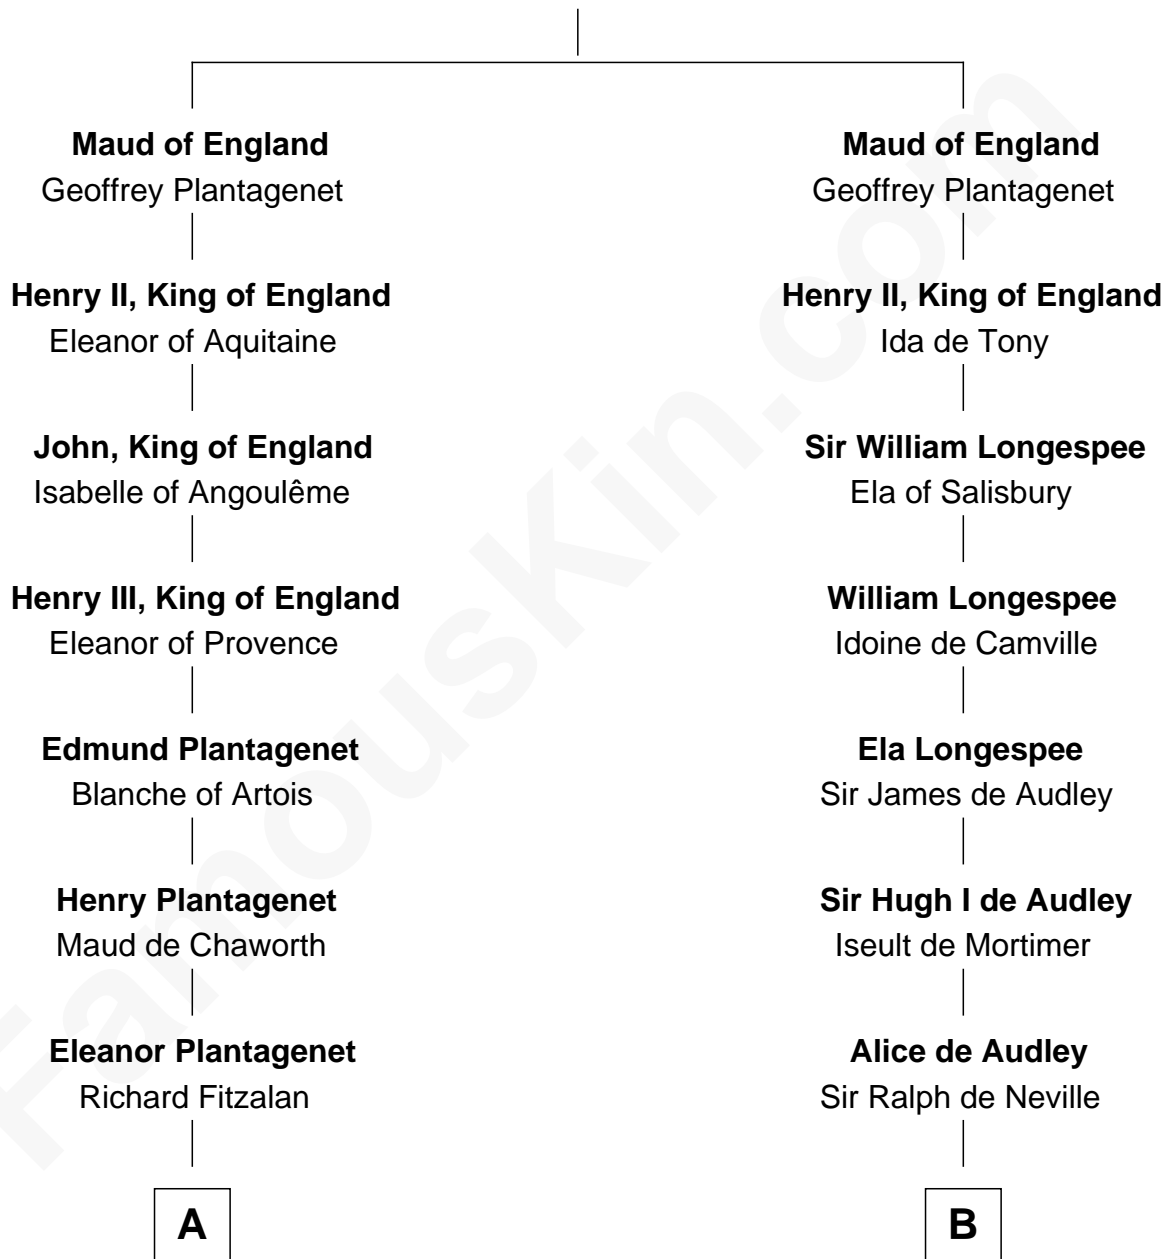 Maud of England
Geoffrey Plantagenet
Henry II, King of England
Eleanor of Aquitaine
John, King of England
Isabelle of Angoulême
Henry III, King of England
Eleanor of Provence
Edmund Plantagenet
Blanche of Artois
Henry Plantagenet
Maud de Chaworth
Eleanor Plantagenet
Richard Fitzalan
A
Maud of England
Geoffrey Plantagenet
Henry II, King of England
Ida de Tony
Sir William Longespee
Ela of Salisbury
William Longespee
Idoine de Camville
Ela Longespee
Sir James de Audley
Sir Hugh I de Audley
Iseult de Mortimer
Alice de Audley
Sir Ralph de Neville
B
FamousKin.com